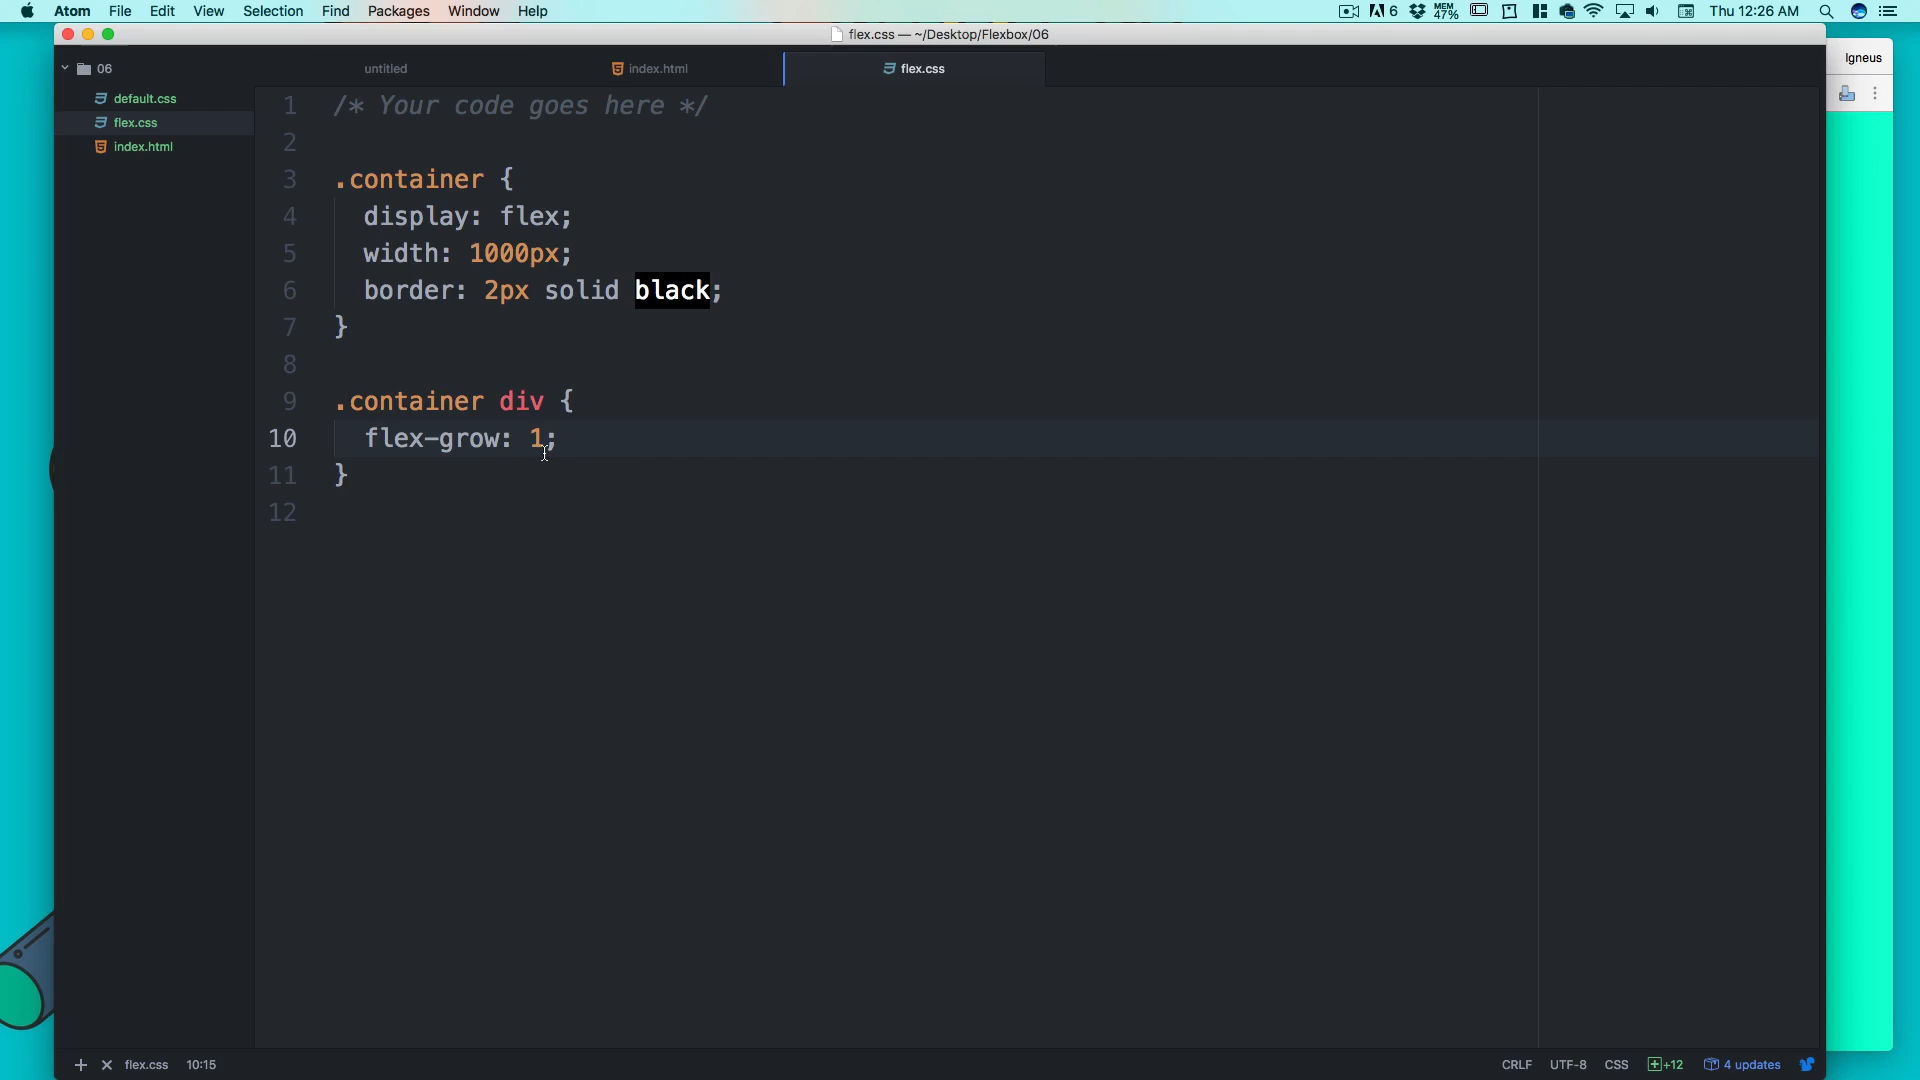 Atom File Edit View Selection Find Packages Window Help 6 MEM 47% Thu 12:26 AM
flex.css — ~/Desktop/Flexbox/06
Igneus
06 untitled index.html flex.css
default.css
flex.css
index.html
1 /* Your code goes here */
2
3 .container {
4 display: flex;
5 width: 1000px;
6 border: 2px solid black;
7 }
8
9 .container div {
10 flex-grow: 1;
11 }
12
+ × flex.css 10:15 CRLF UTF-8 CSS +12 4 updates